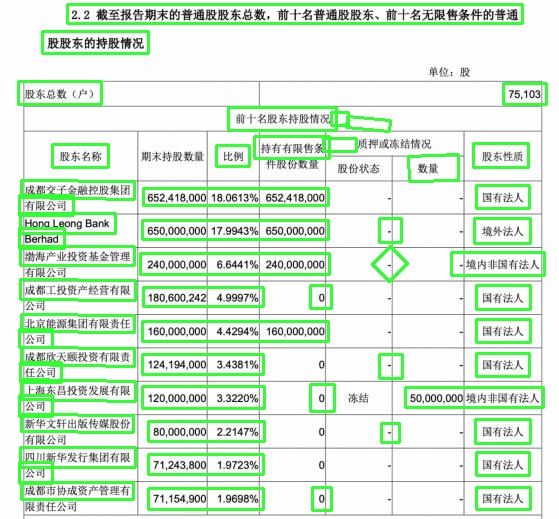 2.2 截至报告期末的普通股股东总数，前十名普通股股东、前十名无限售条件的普通
股股东的持股情况
单位：股
股东总数（户） 75,103
前十名股东持股情况
股东名称 期末持股数量 比例 持有有限售条件股份数量 质押或冻结情况 股东性质
股份状态 数量
成都交子金融控股集团 652,418,000 18.0613% 652,418,000 - - 国有法人
有限公司
Hong Leong Bank 650,000,000 17.9943% 650,000,000 - - 境外法人
Berhad
渤海产业投资基金管理 240,000,000 6.6441% 240,000,000 - - 境内非国有法人
有限公司
成都工投资产经营有限公 180,600,242 4.9997% 0 - - 国有法人
司
北京能源集团有限责任 160,000,000 4.4294% 160,000,000 - - 国有法人
公司
成都欣天颐投资有限责 124,194,000 3.4381% 0 - - 国有法人
任公司
上海东昌投资发展有限 120,000,000 3.3220% 0 冻结 50,000,000 境内非国有法人
公司
新华文轩出版传媒股份 80,000,000 2.2147% 0 - - 国有法人
有限公司
四川新华发行集团有限 71,243,800 1.9723% 0 - - 国有法人
公司
成都市协成资产管理有 71,154,900 1.9698% 0 - - 国有法人
限责任公司